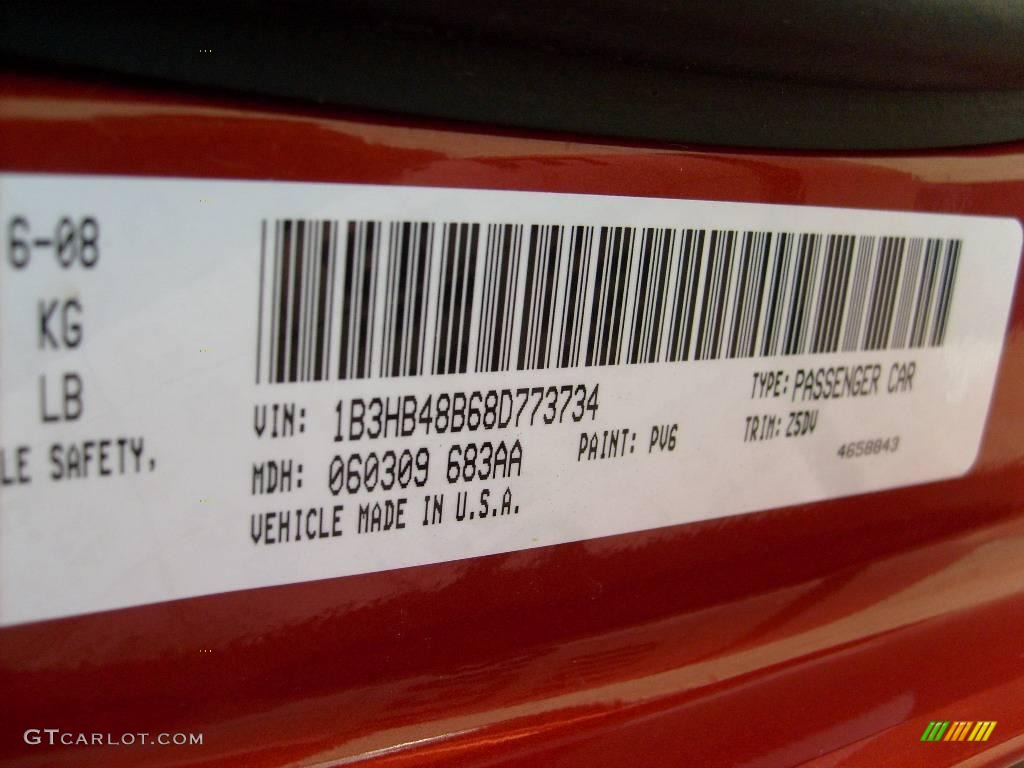 6-08
KG
LB
LE SAFETY,
VIN: 1B3HB48B68D773734
TYPE: PASSENGER CAR
MDH: 060309 683AA
PAINT: PV6
TRIM: Z5DV
4658843
VEHICLE MADE IN U.S.A.
GTCARLOT.COM